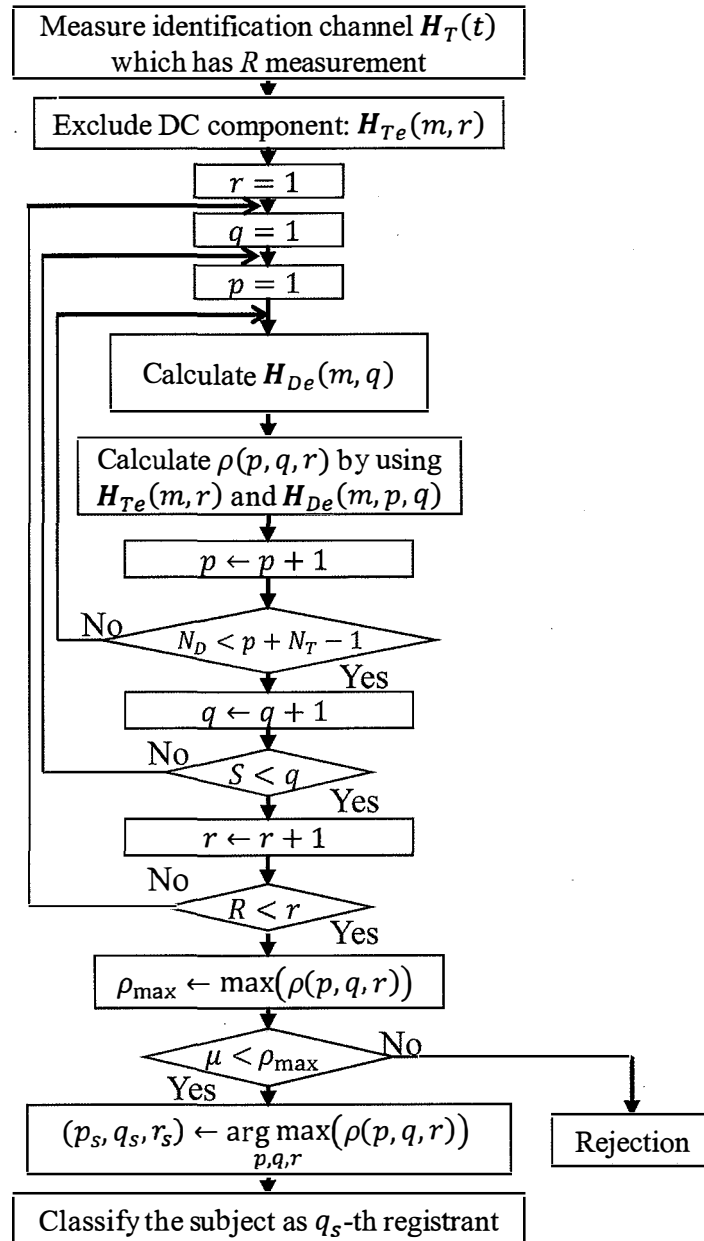 Measure identification channel 𝑯_T(t)
which has R measurement
Exclude DC component: 𝑯_Te(m, r)
r = 1
q = 1
p = 1
Calculate 𝑯_De(m, q)
Calculate ρ(p, q, r) by using
𝑯_Te(m, r) and 𝑯_De(m, p, q)
p ← p + 1
No
N_D < p + N_T − 1
Yes
q ← q + 1
No
S < q
Yes
r ← r + 1
No
R < r
Yes
ρ_max ← max(ρ(p, q, r))
μ < ρ_max
No
Yes
(p_s, q_s, r_s) ← arg max(ρ(p, q, r))
p,q,r
Rejection
Classify the subject as q_s-th registrant